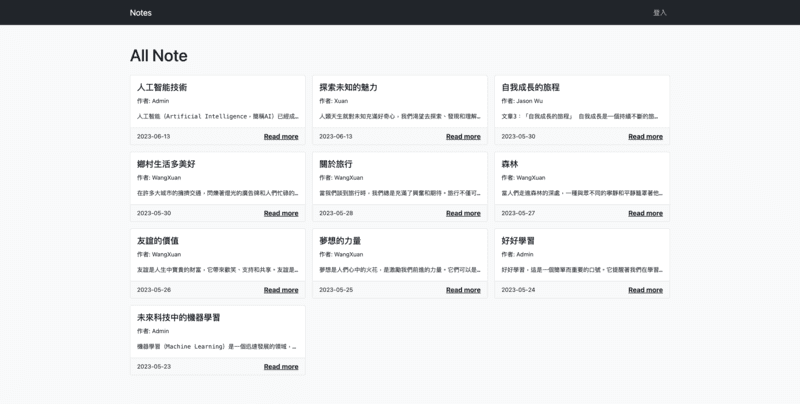 Notes
登入
All Note
人工智能技術
作者: Admin
人工智能（Artificial Intelligence，簡稱AI）已經成…
2023-06-13
Read more
探索未知的魅力
作者: Xuan
人類天生就對未知充滿好奇心，我們渴望去探索、發現和理解…
2023-06-13
Read more
自我成長的旅程
作者: Jason Wu
文章3：「自我成長的旅程」 自我成長是一個持續不斷的旅…
2023-05-30
Read more
鄉村生活多美好
作者: WangXuan
在許多大城市的擁擠交通，閃爍著燈光的廣告牌和人們忙碌的…
2023-05-30
Read more
關於旅行
作者: WangXuan
當我們談到旅行時，我們總是充滿了興奮和期待。旅行不僅可…
2023-05-28
Read more
森林
作者: WangXuan
當人們走進森林的深處，一種與眾不同的寧靜和平靜籠罩著他…
2023-05-27
Read more
友誼的價值
作者: WangXuan
友誼是人生中寶貴的財富，它帶來歡笑、支持和共享。友誼是…
2023-05-26
Read more
夢想的力量
作者: WangXuan
夢想是人們心中的火花，是激勵我們前進的力量。它們可以是…
2023-05-25
Read more
好好學習
作者: Admin
好好學習，這是一個簡單而重要的口號。它提醒著我們在學習…
2023-05-24
Read more
未來科技中的機器學習
作者: Admin
機器學習（Machine Learning）是一個迅速發展的領域，…
2023-05-23
Read more